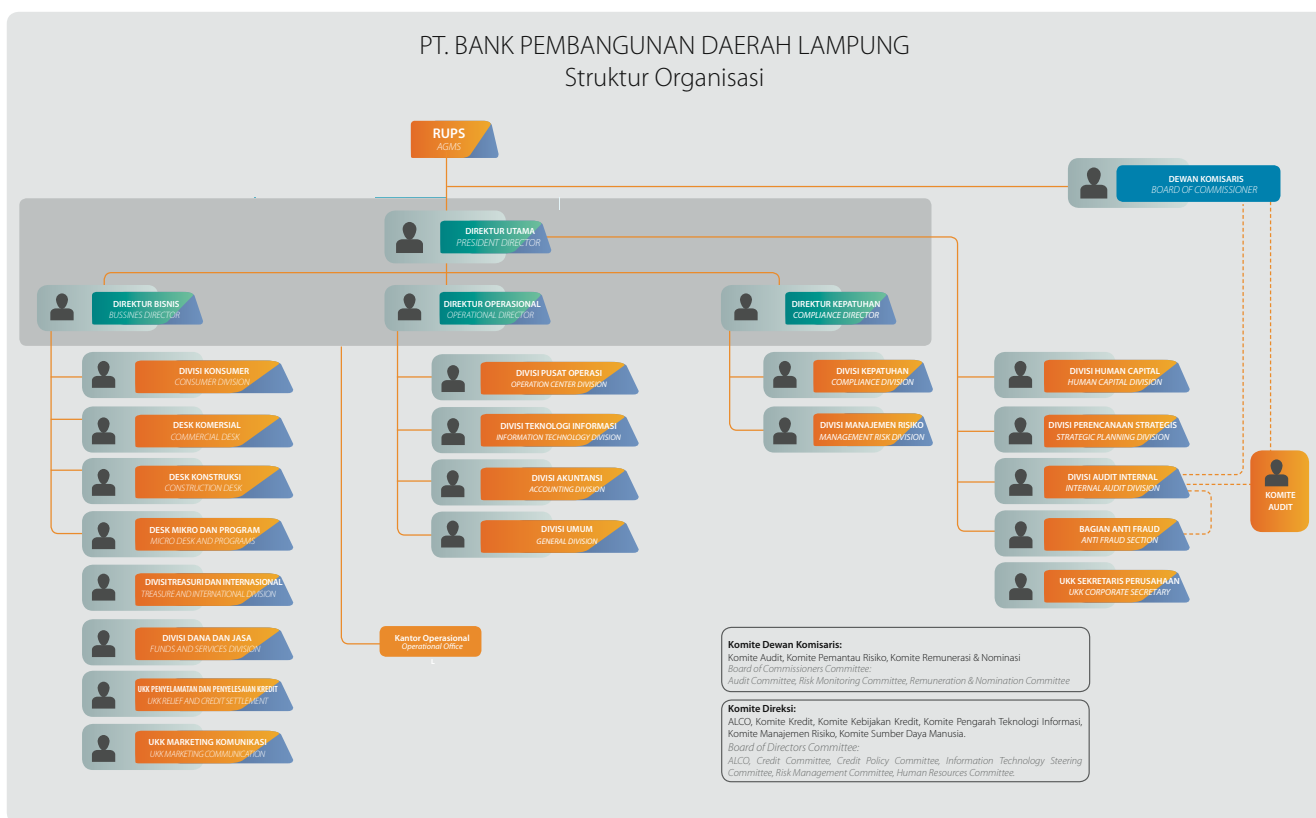 PT. BANK PEMBANGUNAN DAERAH LAMPUNG
Struktur Organisasi
RUPS
AGMS
DEWAN KOMISARIS
BOARD OF COMMISSIONER
DIREKTUR UTAMA
PRESIDENT DIRECTOR
DIREKTUR BISNIS
BUSSINES DIRECTOR
DIREKTUR OPERASIONAL
OPERATIONAL DIRECTOR
DIREKTUR KEPATUHAN
COMPLIANCE DIRECTOR
DIVISI KONSUMER
CONSUMER DIVISION
DESK KOMERSIAL
COMMERCIAL DESK
DESK KONSTRUKSI
CONSTRUCTION DESK
DESK MIKRO DAN PROGRAM
MICRO DESK AND PROGRAMS
DIVISI TREASURI DAN INTERNASIONAL
TREASURE AND INTERNATIONAL DIVISION
DIVISI DANA DAN JASA
FUNDS AND SERVICES DIVISION
UKK PENYELAMATAN DAN PENYELESAIAN KREDIT
UKK RELIEF AND CREDIT SETTLEMENT
UKK MARKETING KOMUNIKASI
UKK MARKETING COMMUNICATION
Kantor Operasional
Operational Office
DIVISI PUSAT OPERASI
OPERATION CENTER DIVISION
DIVISI TEKNOLOGI INFORMASI
INFORMATION TECHNOLOGY DIVISION
DIVISI AKUNTANSI
ACCOUNTING DIVISION
DIVISI UMUM
GENERAL DIVISION
DIVISI KEPATUHAN
COMPLIANCE DIVISION
DIVISI MANAJEMEN RISIKO
MANAGEMENT RISK DIVISION
DIVISI HUMAN CAPITAL
HUMAN CAPITAL DIVISION
DIVISI PERENCANAAN STRATEGIS
STRATEGIC PLANNING DIVISION
DIVISI AUDIT INTERNAL
INTERNAL AUDIT DIVISION
BAGIAN ANTI FRAUD
ANTI FRAUD SECTION
UKK SEKRETARIS PERUSAHAAN
UKK CORPORATE SECRETARY
KOMITE
AUDIT
Komite Dewan Komisaris:
Komite Audit, Komite Pemantau Risiko, Komite Remunerasi & Nominasi
Board of Commissioners Committee:
Audit Committee, Risk Monitoring Committee, Remuneration & Nomination Committee
Komite Direksi:
ALCO, Komite Kredit, Komite Kebijakan Kredit, Komite Pengarah Teknologi Informasi,
Komite Manajemen Risiko, Komite Sumber Daya Manusia.
Board of Directors Committee:
ALCO, Credit Committee, Credit Policy Committee, Information Technology Steering
Committee, Risk Management Committee, Human Resources Committee.